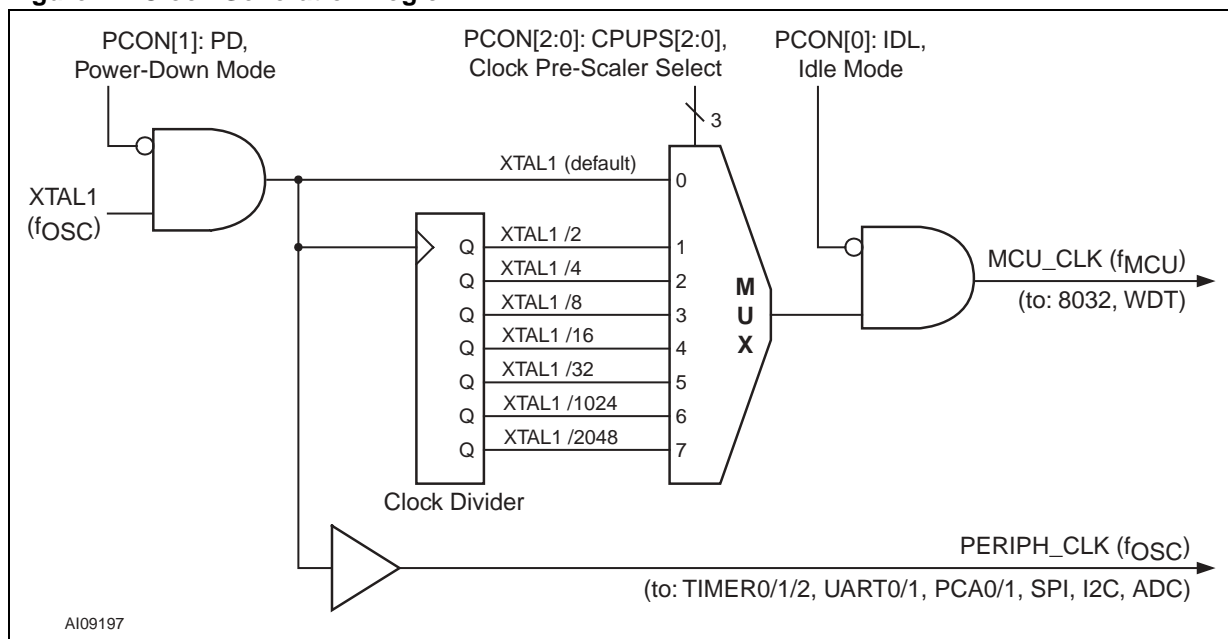 PCON[1]: PD,
Power-Down Mode
PCON[2:0]: CPUPS[2:0],
Clock Pre-Scaler Select
PCON[0]: IDL,
Idle Mode
3
XTAL1
(fOSC)
XTAL1 (default)
0
Q
XTAL1 /2
1
Q
XTAL1 /4
2
Q
XTAL1 /8
3
Q
XTAL1 /16
4
Q
XTAL1 /32
5
Q
XTAL1 /1024
6
Q
XTAL1 /2048
7
M
U
X
MCU_CLK (fMCU)
(to: 8032, WDT)
Clock Divider
PERIPH_CLK (fOSC)
(to: TIMER0/1/2, UART0/1, PCA0/1, SPI, I2C, ADC)
AI09197